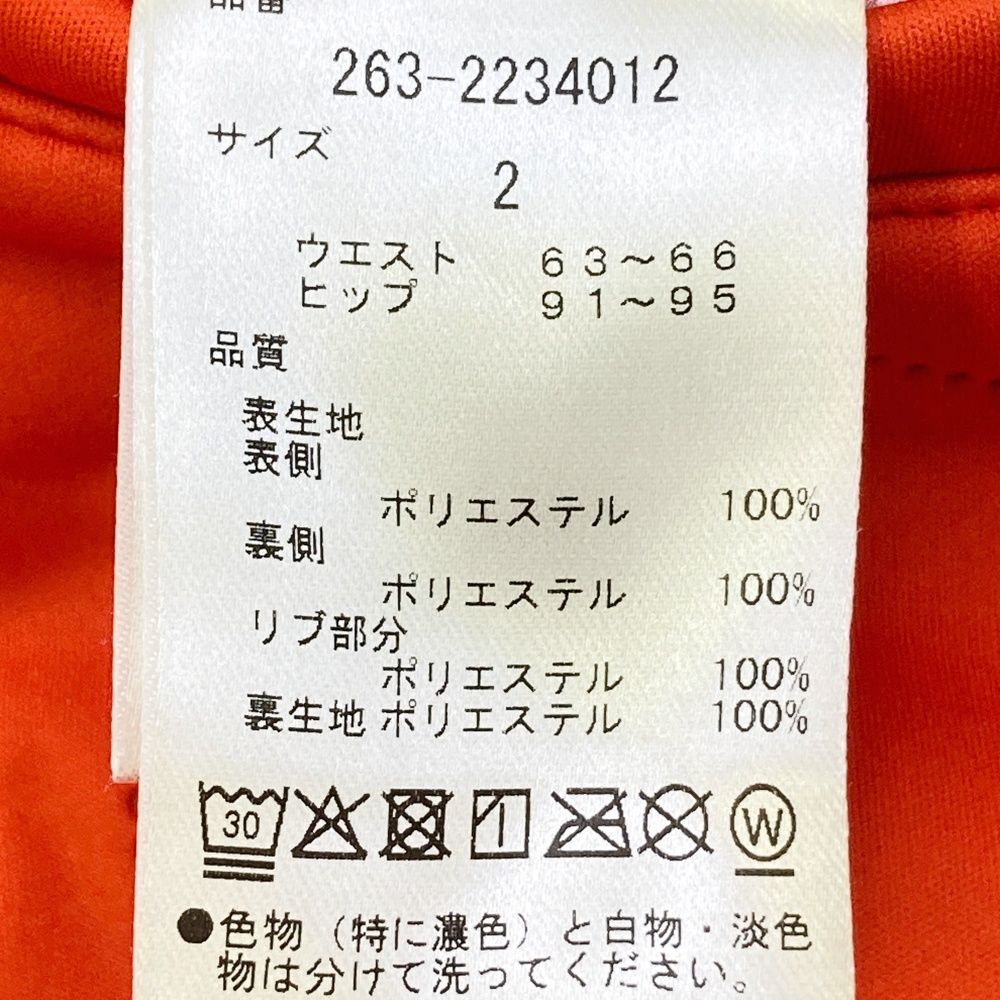 品番
263-2234012
サイズ
2
ウエスト 63～66
ヒップ 91～95
品質
表生地
表側
ポリエステル 100%
裏側
ポリエステル 100%
リブ部分
ポリエステル 100%
裏生地 ポリエステル 100%
30 W
●色物（特に濃色）と白物・淡色
物は分けて洗ってください。